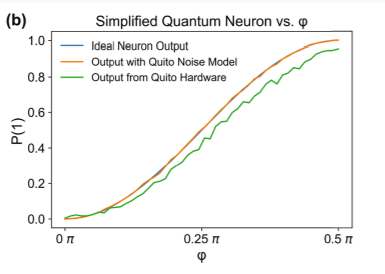 (b)
Simplified Quantum Neuron vs. φ
Ideal Neuron Output
Output with Quito Noise Model
Output from Quito Hardware
P(1)
1.0
0.8
0.6
0.4
0.2
0.0
0 π
0.25 π
0.5 π
φ